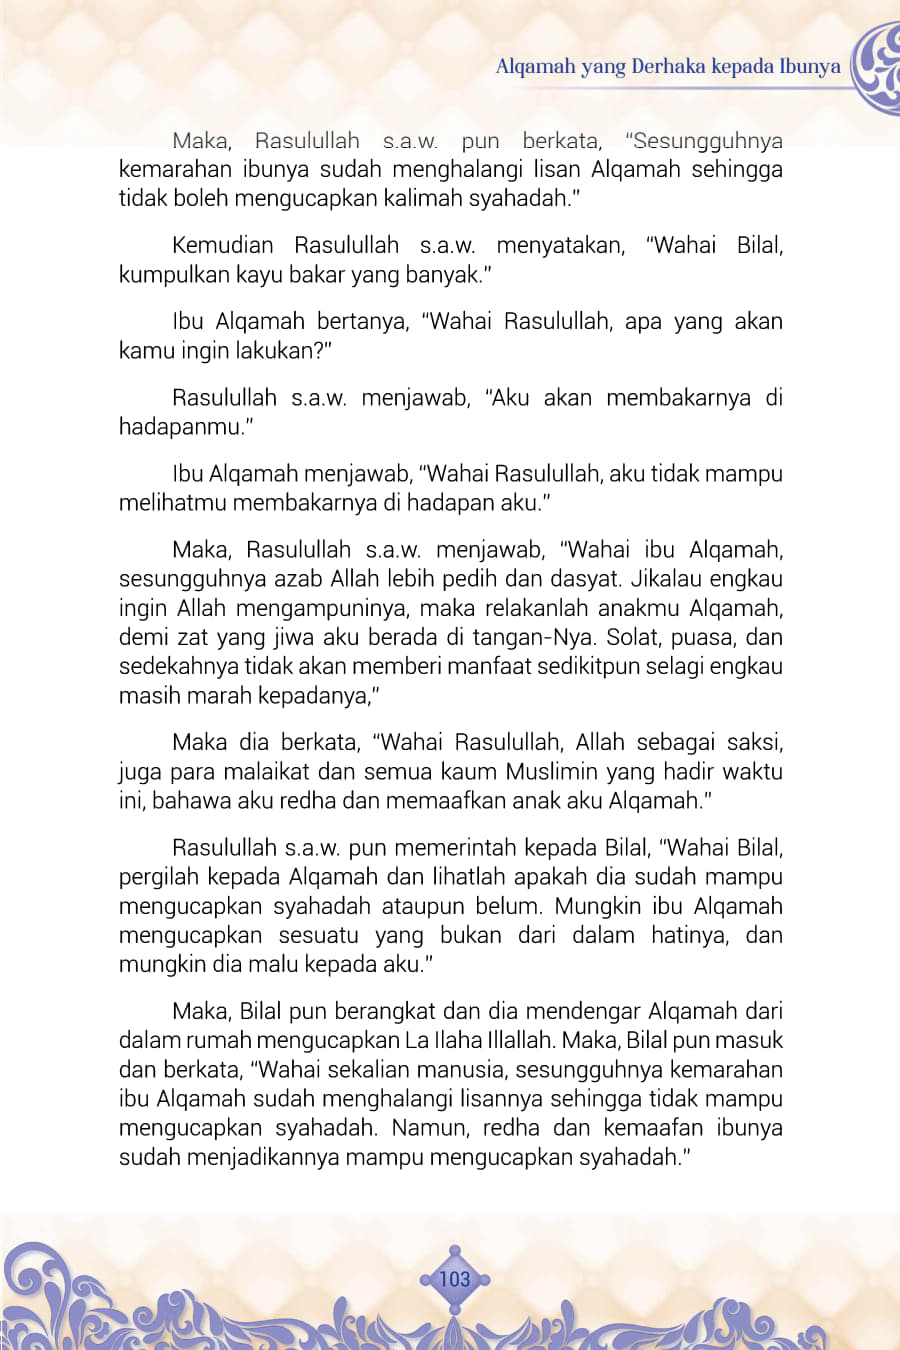 Alqamah yang Derhaka kepada Ibunya
Maka, Rasulullah s.a.w. pun berkata, “Sesungguhnya
kemarahan ibunya sudah menghalangi lisan Alqamah sehingga
tidak boleh mengucapkan kalimah syahadah.”
Kemudian Rasulullah s.a.w. menyatakan, “Wahai Bilal,
kumpulkan kayu bakar yang banyak.”
Ibu Alqamah bertanya, “Wahai Rasulullah, apa yang akan
kamu ingin lakukan?”
Rasulullah s.a.w. menjawab, “Aku akan membakarnya di
hadapanmu.”
Ibu Alqamah menjawab, “Wahai Rasulullah, aku tidak mampu
melihatmu membakarnya di hadapan aku.”
Maka, Rasulullah s.a.w. menjawab, “Wahai ibu Alqamah,
sesungguhnya azab Allah lebih pedih dan dasyat. Jikalau engkau
ingin Allah mengampuninya, maka relakanlah anakmu Alqamah,
demi zat yang jiwa aku berada di tangan-Nya. Solat, puasa, dan
sedekahnya tidak akan memberi manfaat sedikitpun selagi engkau
masih marah kepadanya,”
Maka dia berkata, “Wahai Rasulullah, Allah sebagai saksi,
juga para malaikat dan semua kaum Muslimin yang hadir waktu
ini, bahawa aku redha dan memaafkan anak aku Alqamah.”
Rasulullah s.a.w. pun memerintah kepada Bilal, “Wahai Bilal,
pergilah kepada Alqamah dan lihatlah apakah dia sudah mampu
mengucapkan syahadah ataupun belum. Mungkin ibu Alqamah
mengucapkan sesuatu yang bukan dari dalam hatinya, dan
mungkin dia malu kepada aku.”
Maka, Bilal pun berangkat dan dia mendengar Alqamah dari
dalam rumah mengucapkan La Ilaha Illallah. Maka, Bilal pun masuk
dan berkata, “Wahai sekalian manusia, sesungguhnya kemarahan
ibu Alqamah sudah menghalangi lisannya sehingga tidak mampu
mengucapkan syahadah. Namun, redha dan kemaafan ibunya
sudah menjadikannya mampu mengucapkan syahadah.”
103